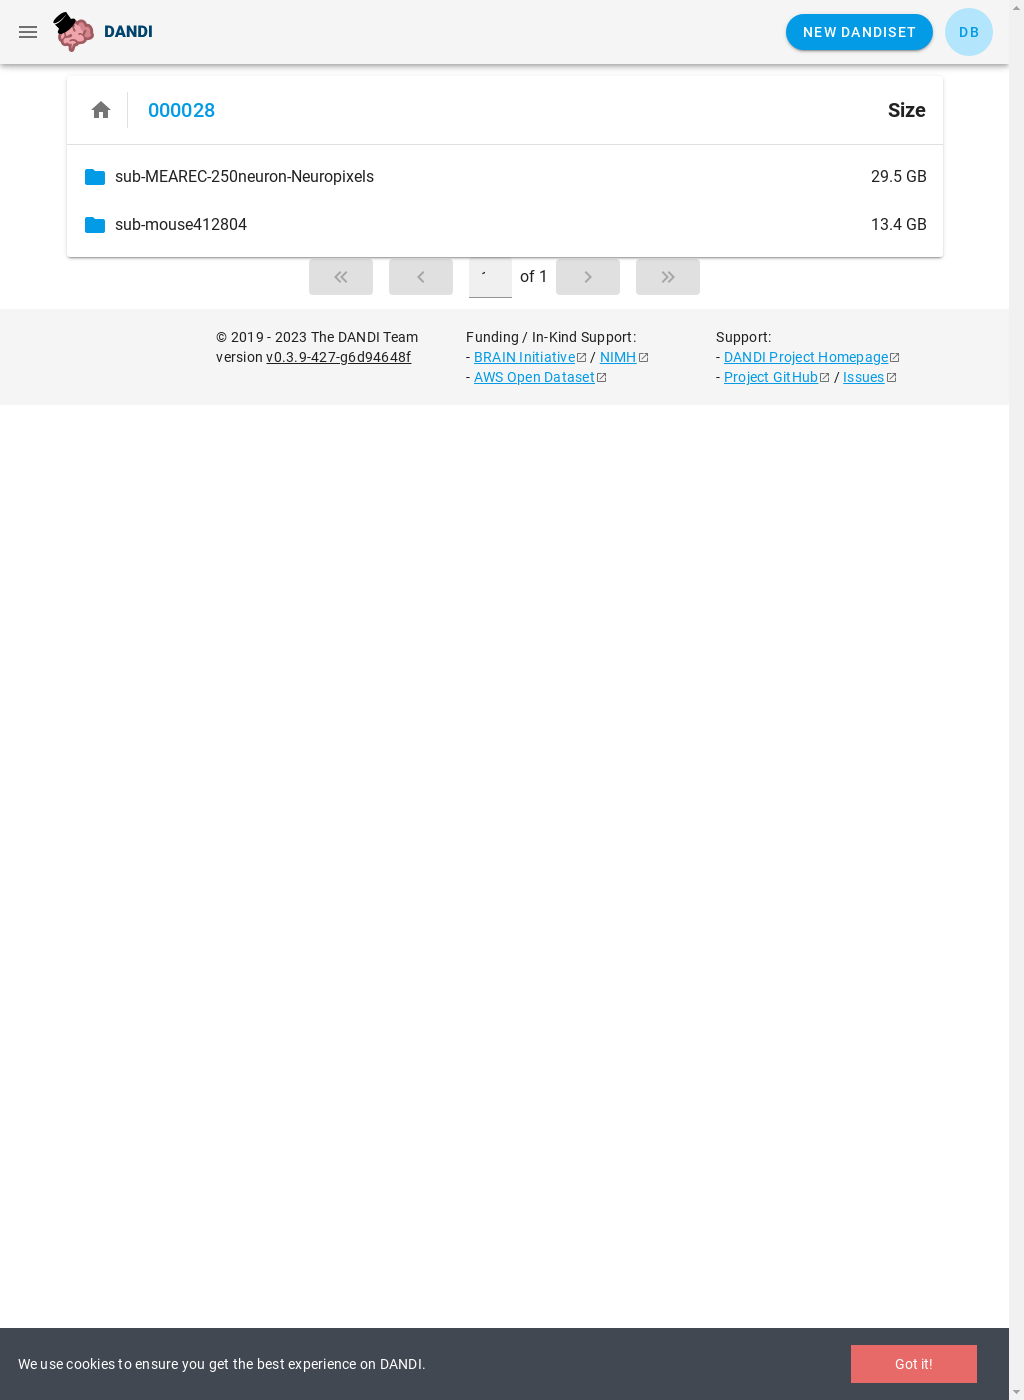 DANDI
NEW DANDISET
DB
000028
Size
sub-MEAREC-250neuron-Neuropixels
29.5 GB
sub-mouse412804
13.4 GB
of 1
© 2019 - 2023 The DANDI Team
version v0.3.9-427-g6d94648f
Funding / In-Kind Support:
- BRAIN Initiative / NIMH
- AWS Open Dataset
Support:
- DANDI Project Homepage
- Project GitHub / Issues
We use cookies to ensure you get the best experience on DANDI.
Got it!